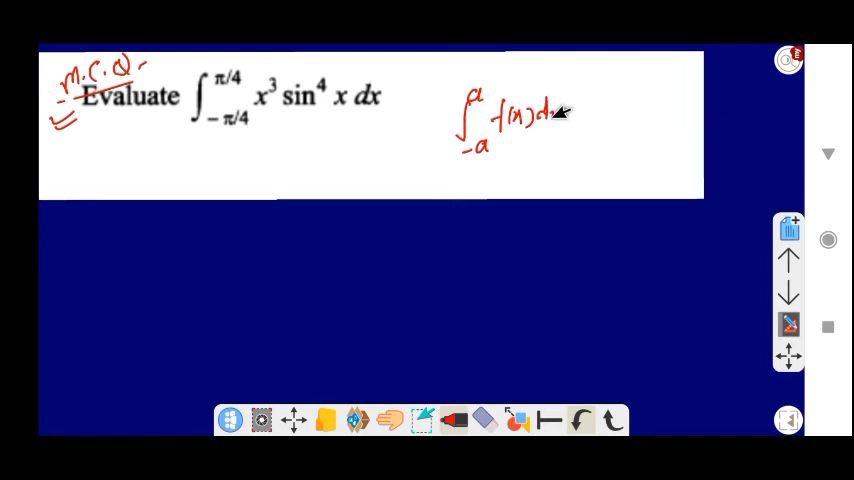 M.C.Q.
Evaluate ∫_{-π/4}^{π/4} x³ sin⁴ x dx
∫_{-a}^{a} f(x) dx